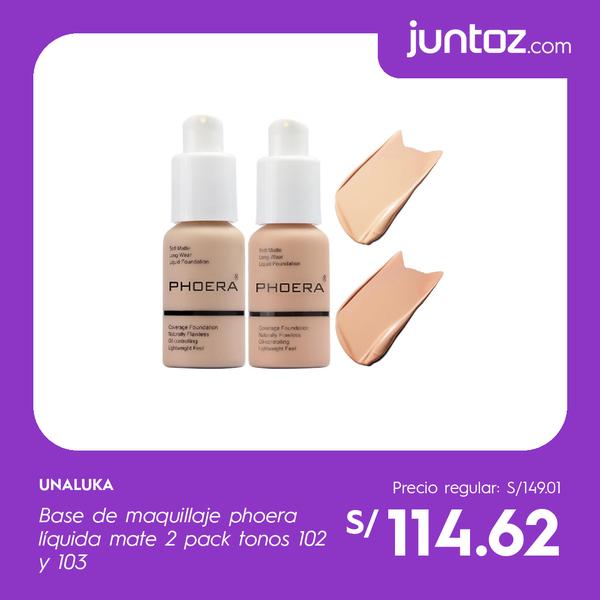 juntoz.com
Soft Matte
Long Wear
Liquid Foundation
PHOERA®
Coverage Foundation
Naturally Flawless
Oil-controlling
Lightweight Feel
Soft Matte
Long Wear
Liquid Foundation
PHOERA®
Coverage Foundation
Naturally Flawless
Oil-controlling
Lightweight Feel
UNALUKA
Base de maquillaje phoera
líquida mate 2 pack tonos 102
y 103
Precio regular: S/149.01
S/ 114.62